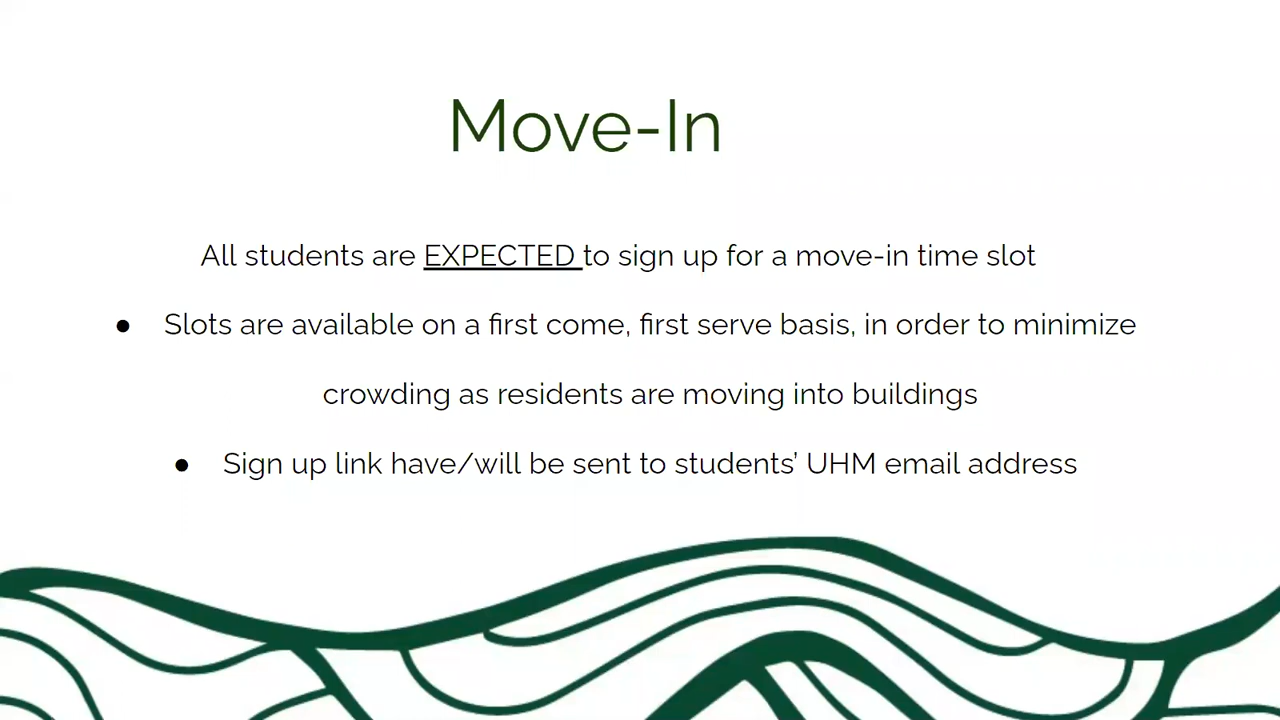 Move-In
All students are EXPECTED to sign up for a move-in time slot
● Slots are available on a first come, first serve basis, in order to minimize
crowding as residents are moving into buildings
● Sign up link have/will be sent to students’ UHM email address